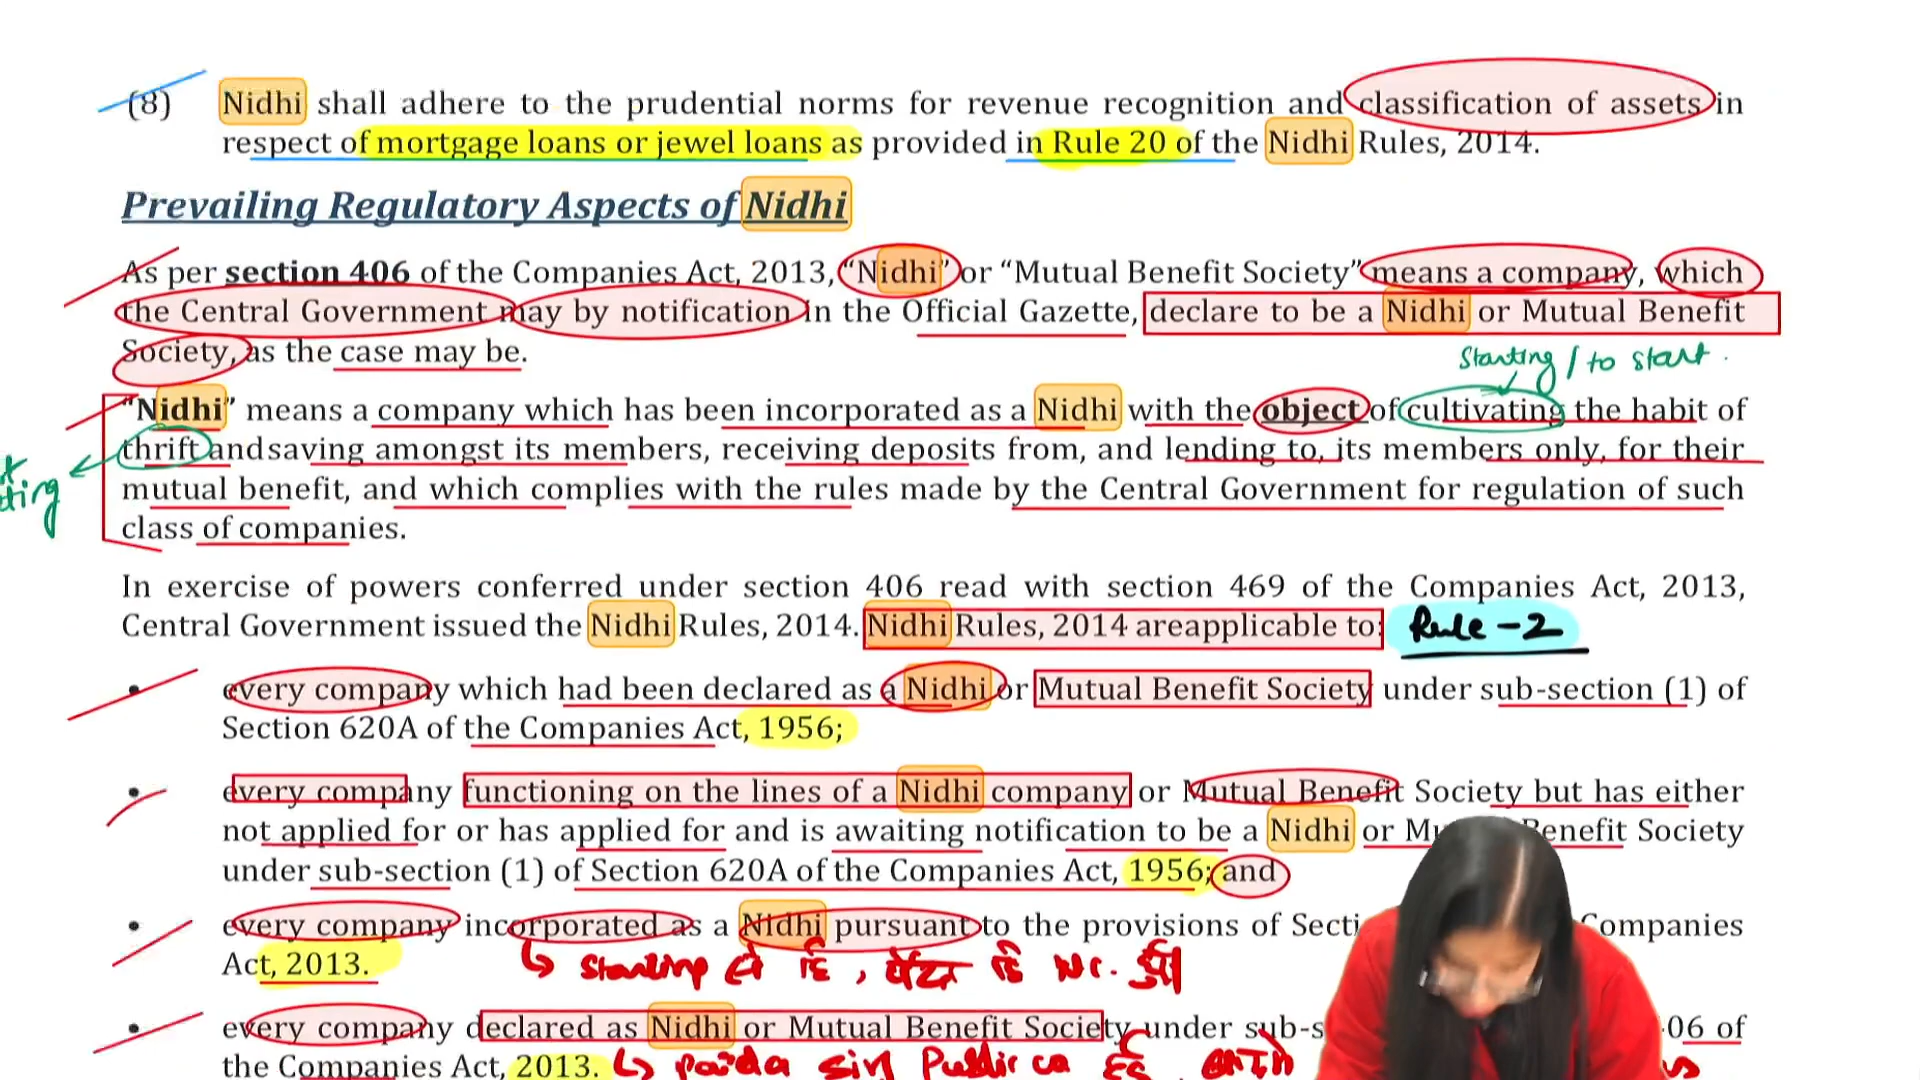 (8) Nidhi shall adhere to the prudential norms for revenue recognition and classification of assets in
respect of mortgage loans or jewel loans as provided in Rule 20 of the Nidhi Rules, 2014.
Prevailing Regulatory Aspects of Nidhi
As per section 406 of the Companies Act, 2013, “Nidhi” or “Mutual Benefit Society” means a company, which
the Central Government may by notification in the Official Gazette, declare to be a Nidhi or Mutual Benefit
Society, as the case may be.
Starting / to start
“Nidhi” means a company which has been incorporated as a Nidhi with the object of cultivating the habit of
thrift andsaving amongst its members, receiving deposits from, and lending to, its members only, for their
mutual benefit, and which complies with the rules made by the Central Government for regulation of such
class of companies.
In exercise of powers conferred under section 406 read with section 469 of the Companies Act, 2013,
Central Government issued the Nidhi Rules, 2014. Nidhi Rules, 2014 areapplicable to: Rule -2
• every company which had been declared as a Nidhi or Mutual Benefit Society under sub-section (1) of
Section 620A of the Companies Act, 1956;
• every company functioning on the lines of a Nidhi company or Mutual Benefit Society but has either
not applied for or has applied for and is awaiting notification to be a Nidhi or Mu Benefit Society
under sub-section (1) of Section 620A of the Companies Act, 1956; and
• every company incorporated as a Nidhi pursuant to the provisions of Secti Companies
Act, 2013.
Starting
• every company declared as Nidhi or Mutual Benefit Society under sub-s 06 of
the Companies Act, 2013. Public co